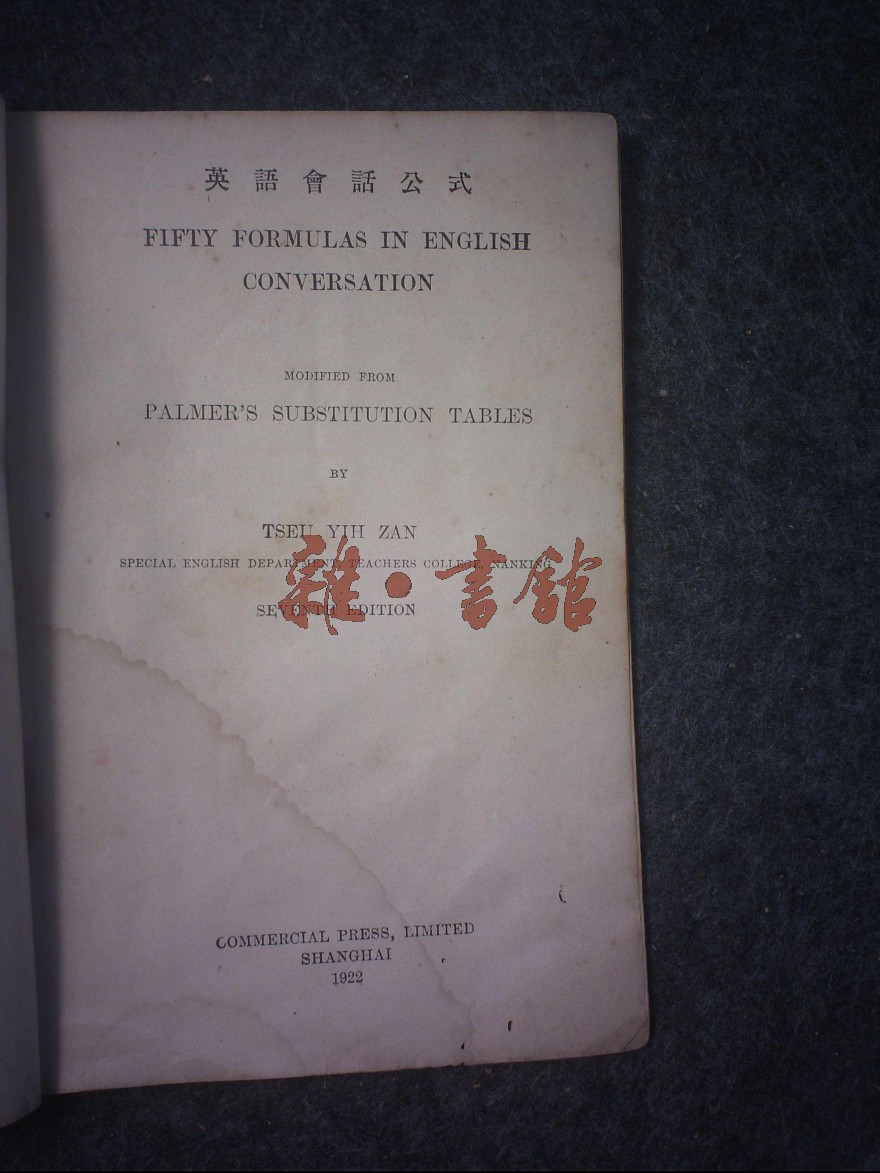 英語會話公式
FIFTY FORMULAS IN ENGLISH
CONVERSATION
MODIFIED FROM
PALMER'S SUBSTITUTION TABLES
BY
TSEU YIH ZAN
SPECIAL ENGLISH DEPARTMENT, TEACHERS COLLEGE, NANKING
雜·書館
SEVENTH EDITION
COMMERCIAL PRESS, LIMITED
SHANGHAI
1922